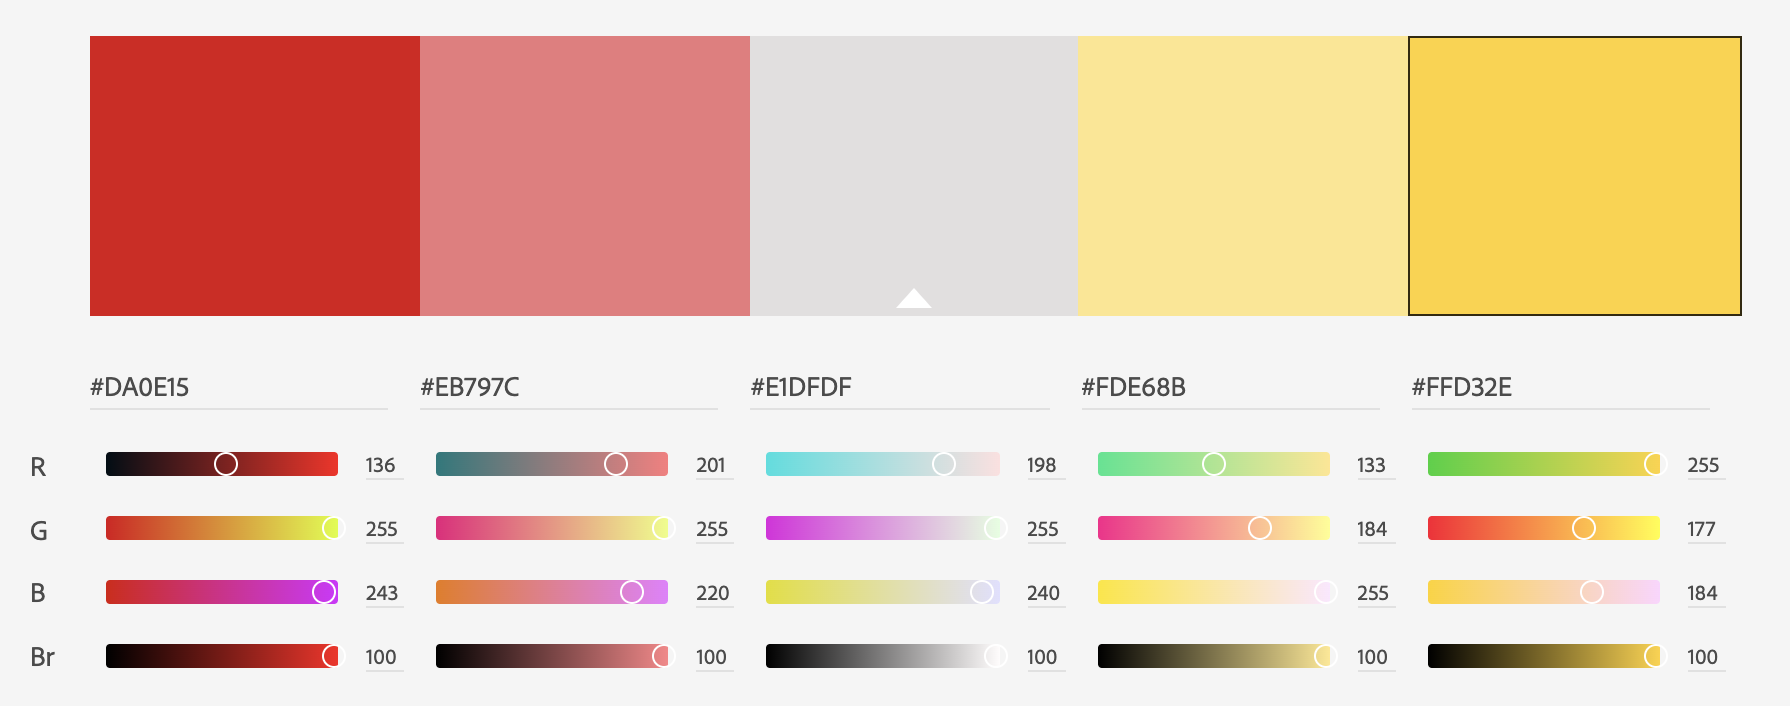 #DA0E15 #EB797C #E1DFDF #FDE68B #FFD32E
R 136 201 198 133 255
G 255 255 255 184 177
B 243 220 240 255 184
Br 100 100 100 100 100